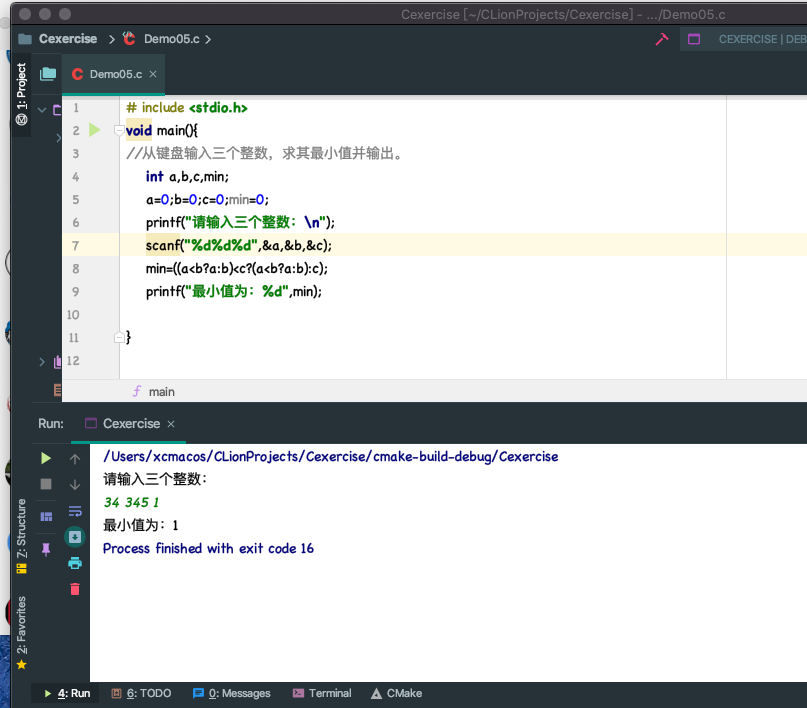 Cexercise [~/CLionProjects/Cexercise] - .../Demo05.c
Cexercise > Demo05.c >
CEXERCISE | DEB
1: Project
Demo05.c ×
1 # include <stdio.h>
2 void main(){
3 //从键盘输入三个整数，求其最小值并输出。
4 int a,b,c,min;
5 a=0;b=0;c=0;min=0;
6 printf("请输入三个整数：\n");
7 scanf("%d%d%d",&a,&b,&c);
8 min=((a<b?a:b)<c?(a<b?a:b):c);
9 printf("最小值为：%d",min);
10
11 }
12
f main
Run: Cexercise ×
/Users/xcmacos/CLionProjects/Cexercise/cmake-build-debug/Cexercise
请输入三个整数：
34 345 1
最小值为：1
Process finished with exit code 16
7: Structure
2: Favorites
4: Run 6: TODO 0: Messages Terminal CMake